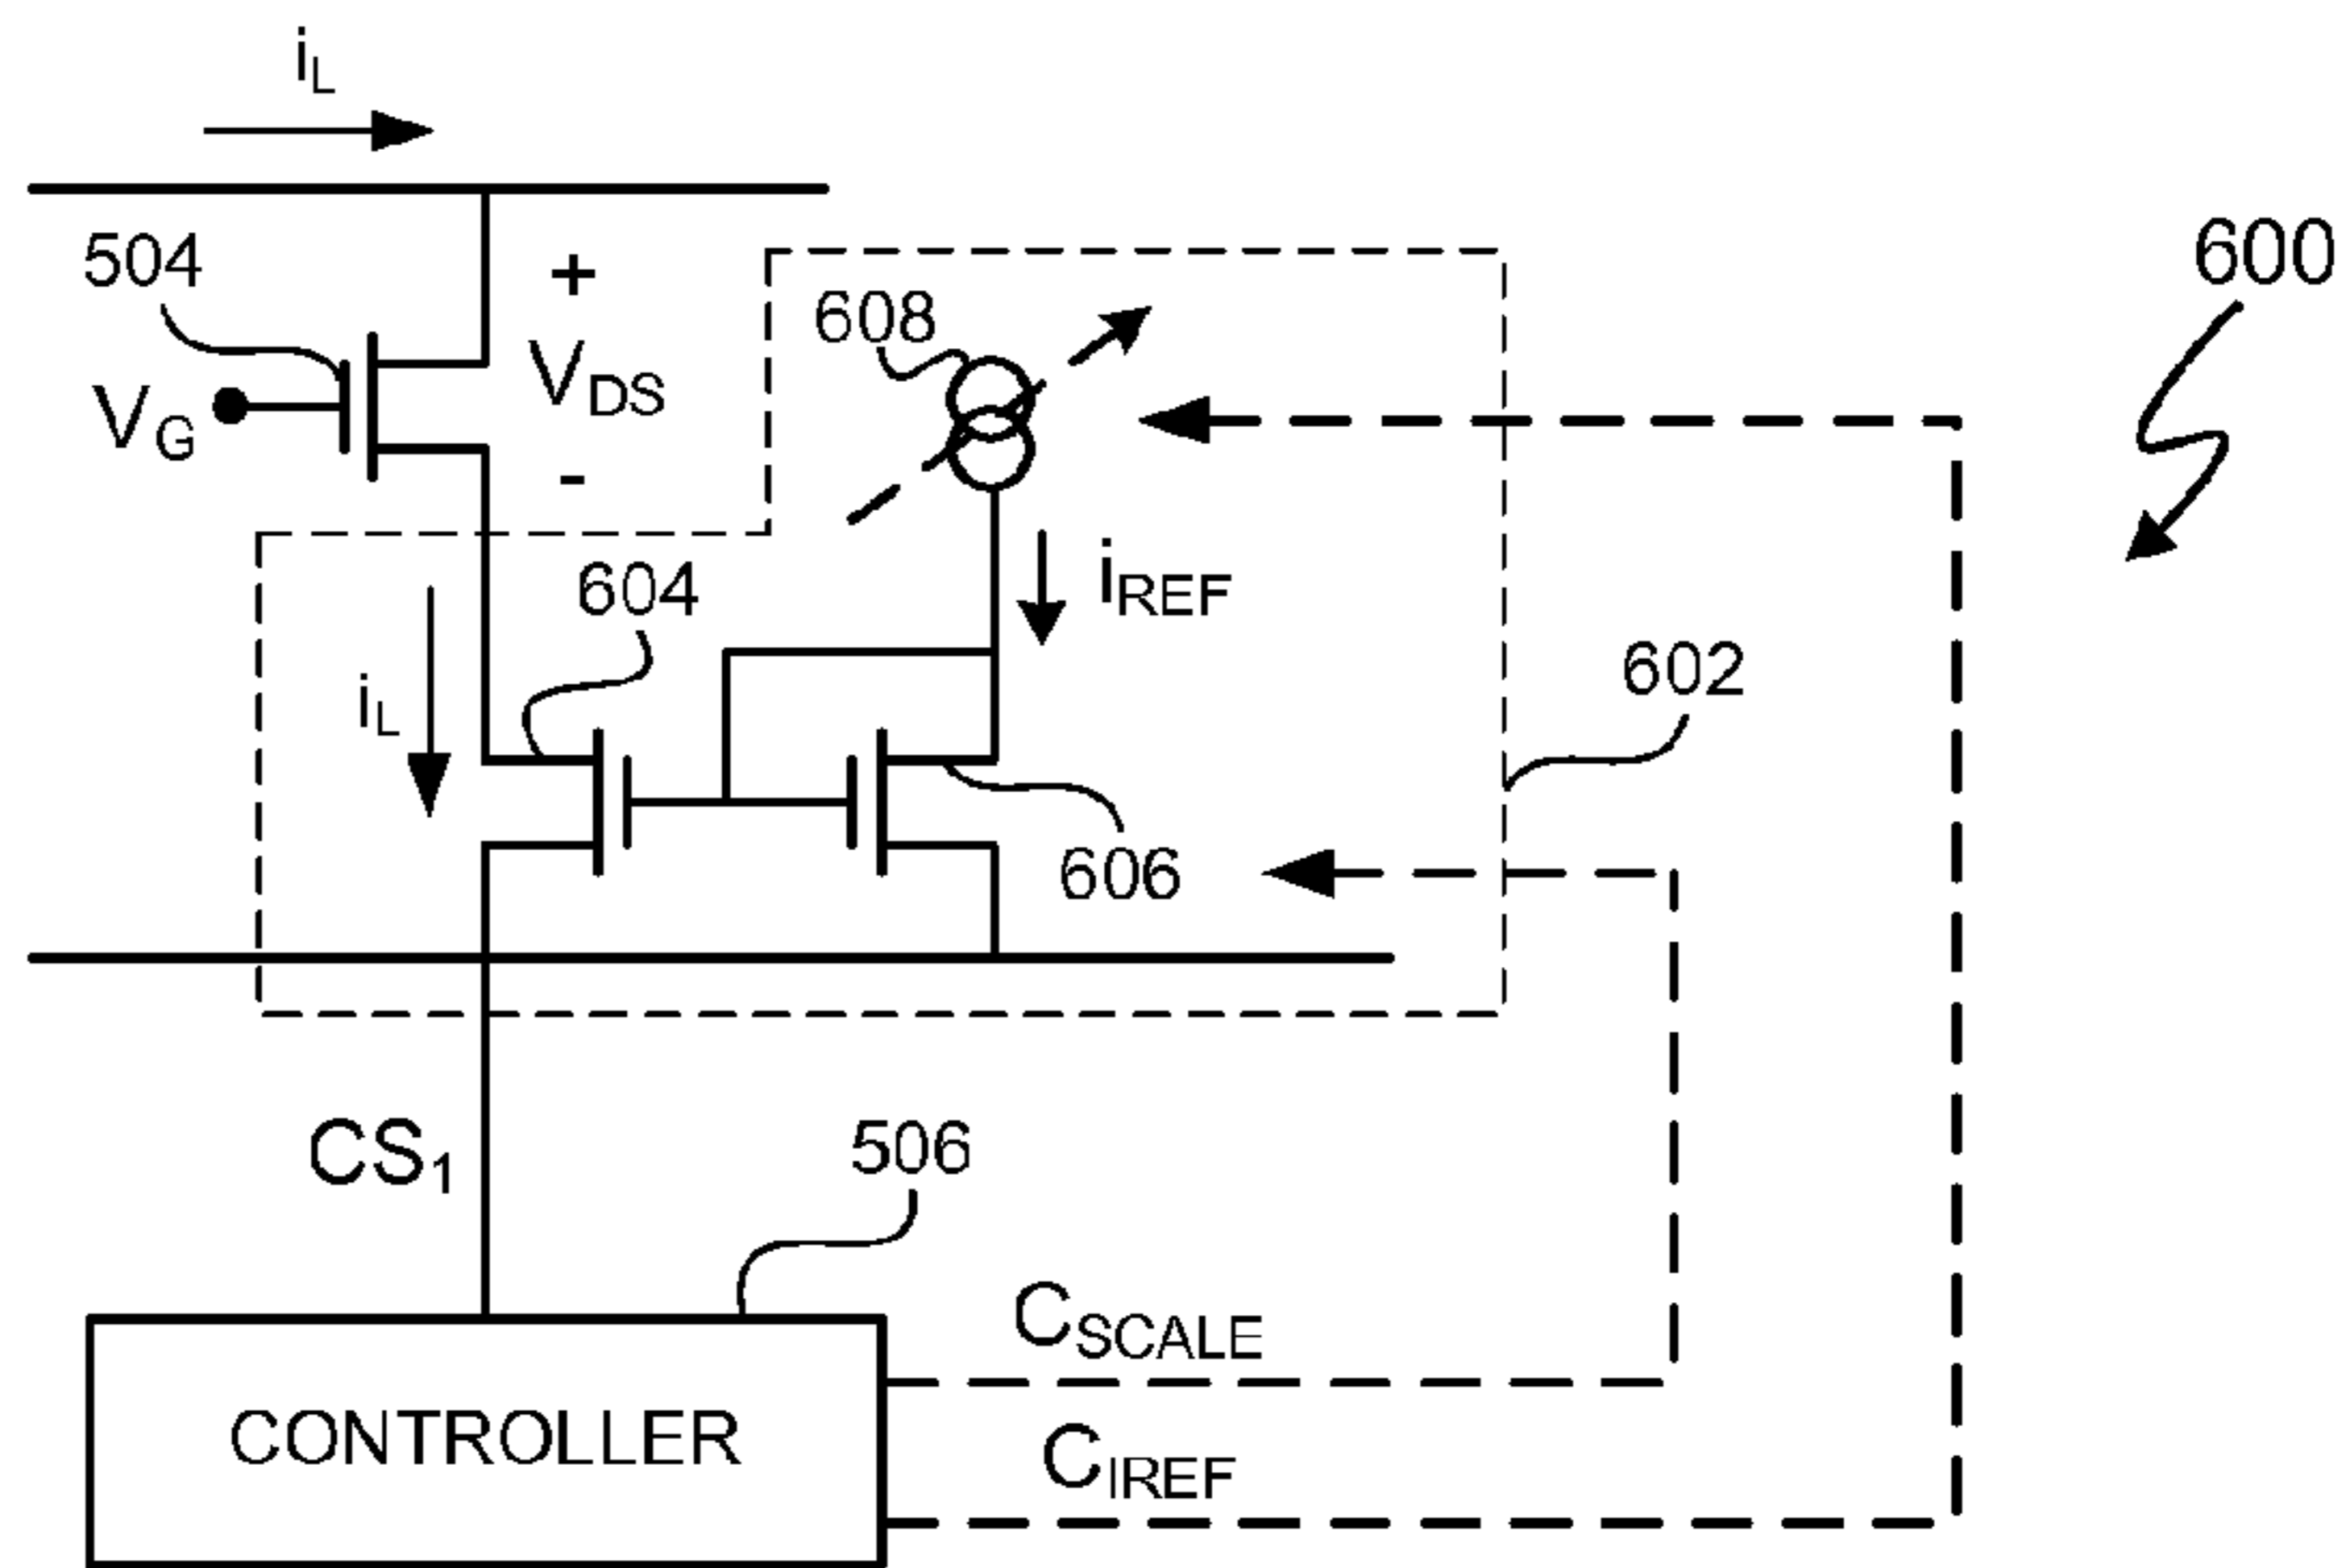 iL
504
+
VDS
-
VG
608
600
iREF
604
iL
602
606
CS1
506
CSCALE
CIREF
CONTROLLER